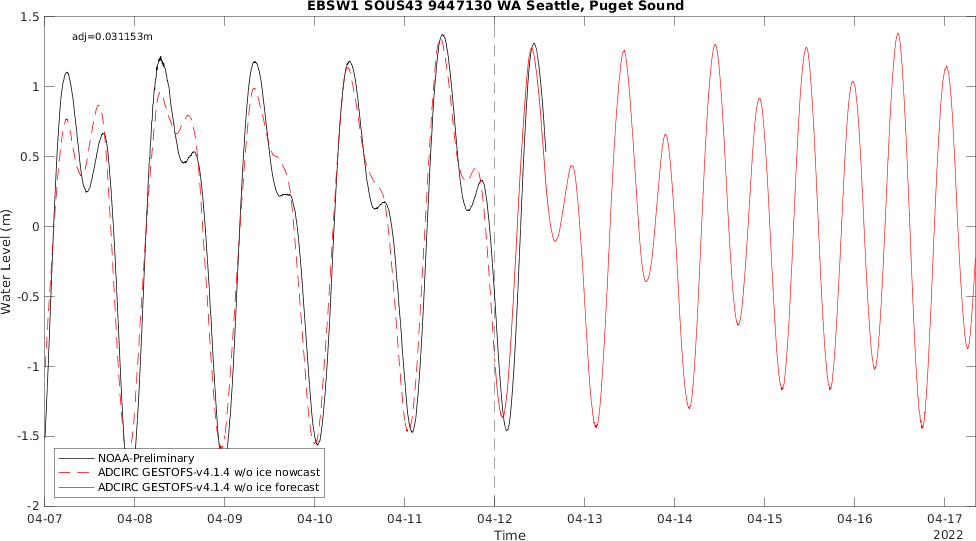 EBSW1 SOUS43 9447130 WA Seattle, Puget Sound
adj=0.031153m
1.5
1
0.5
0
-0.5
-1
-1.5
-2
Water Level (m)
NOAA-Preliminary
ADCIRC GESTOFS-v4.1.4 w/o ice nowcast
ADCIRC GESTOFS-v4.1.4 w/o ice forecast
04-07 04-08 04-09 04-10 04-11 04-12 04-13 04-14 04-15 04-16 04-17
Time
2022